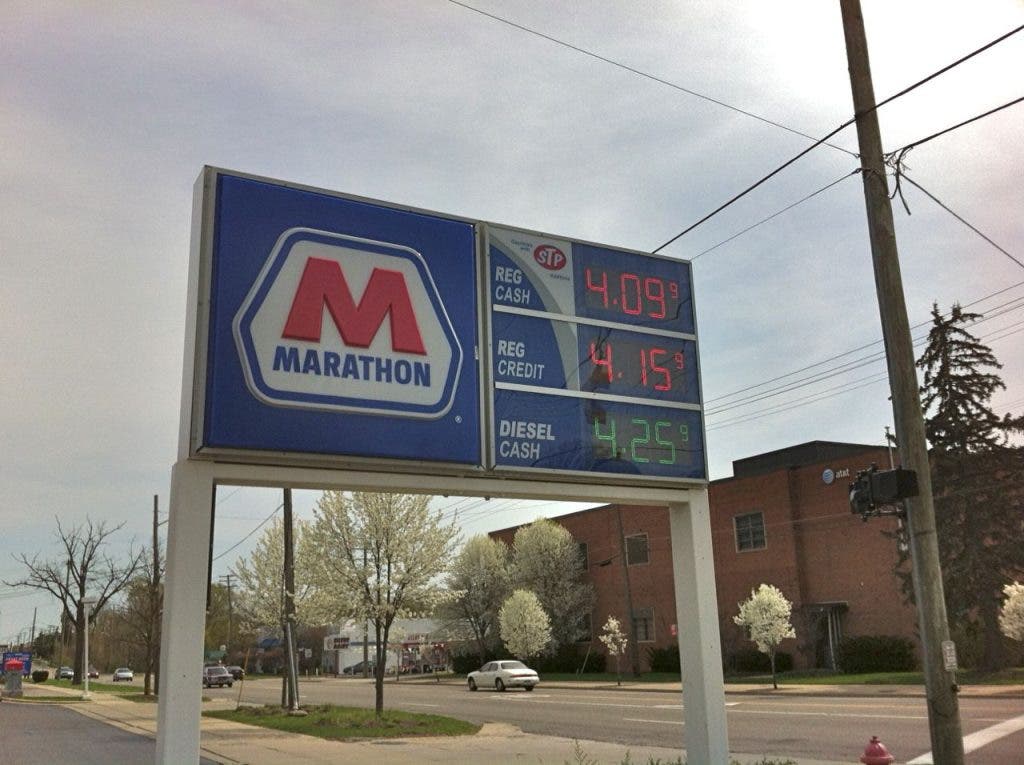 M
MARATHON
®
STP
REG
CASH
4.09 9
REG
CREDIT
4.15 9
DIESEL
CASH
4.25 9
at&t